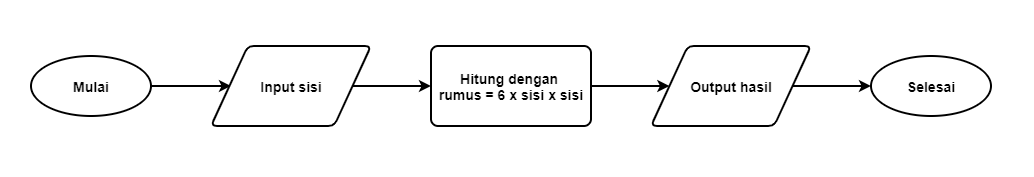 Mulai
Input sisi
Hitung dengan
rumus = 6 x sisi x sisi
Output hasil
Selesai